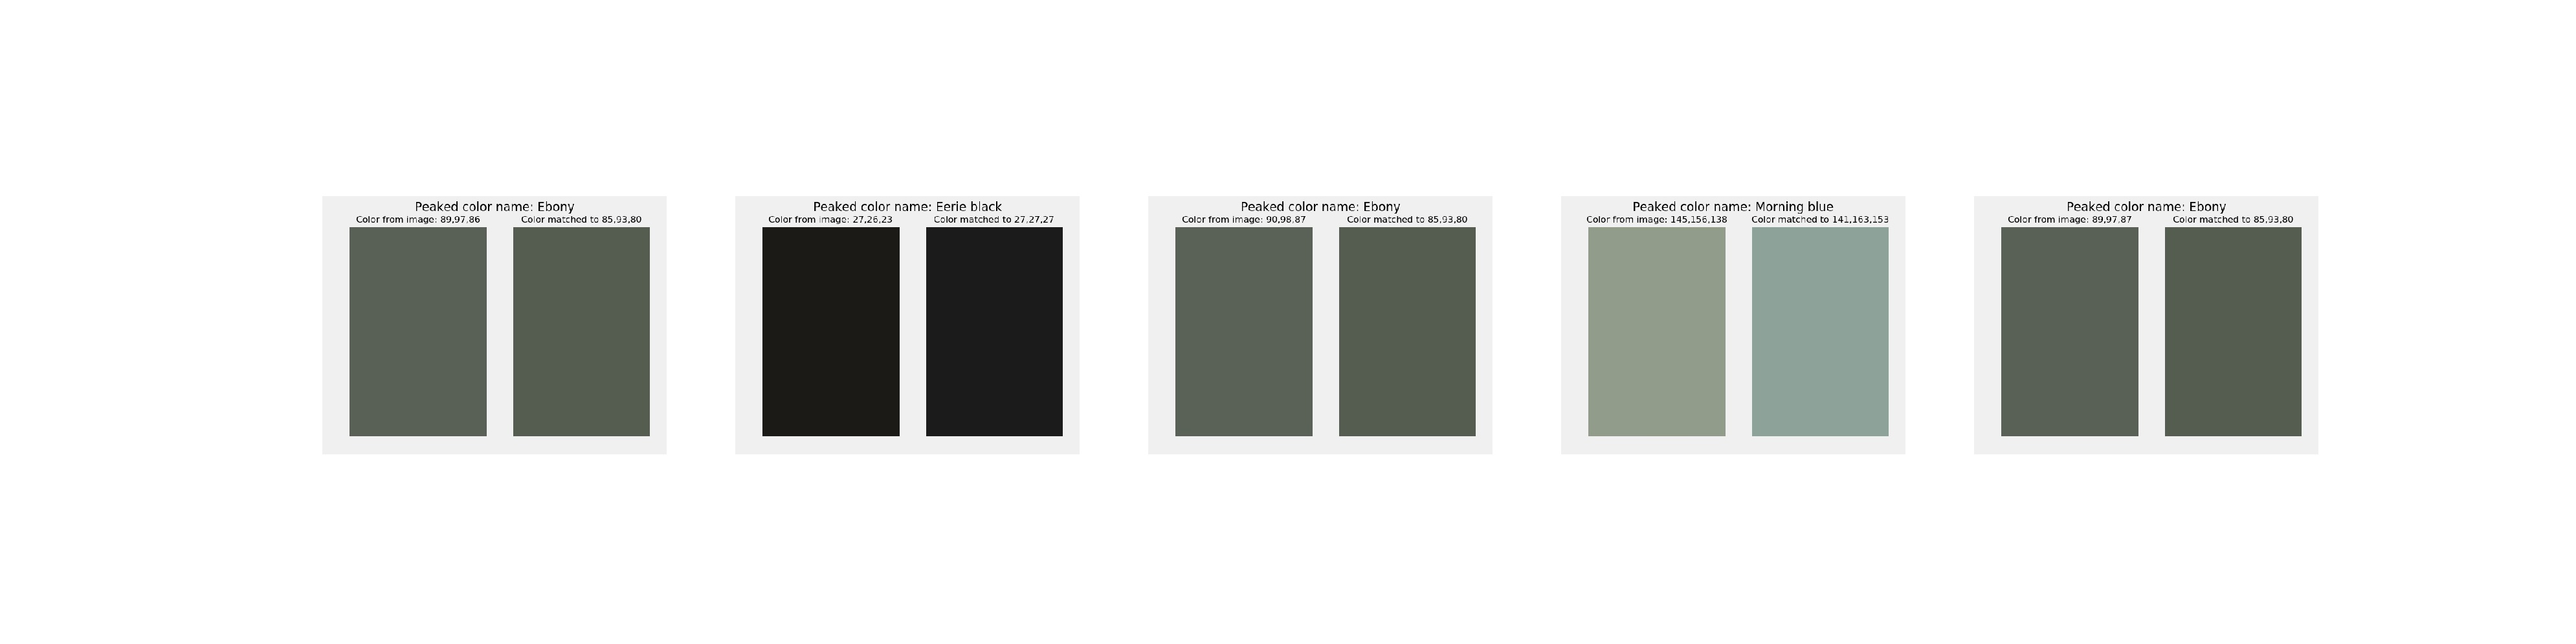 Peaked color name: Ebony
Color from image: 89,97,86 Color matched to 85,93,80
Peaked color name: Eerie black
Color from image: 27,26,23 Color matched to 27,27,27
Peaked color name: Ebony
Color from image: 90,98,87 Color matched to 85,93,80
Peaked color name: Morning blue
Color from image: 145,156,138 Color matched to 141,163,153
Peaked color name: Ebony
Color from image: 89,97,87 Color matched to 85,93,80